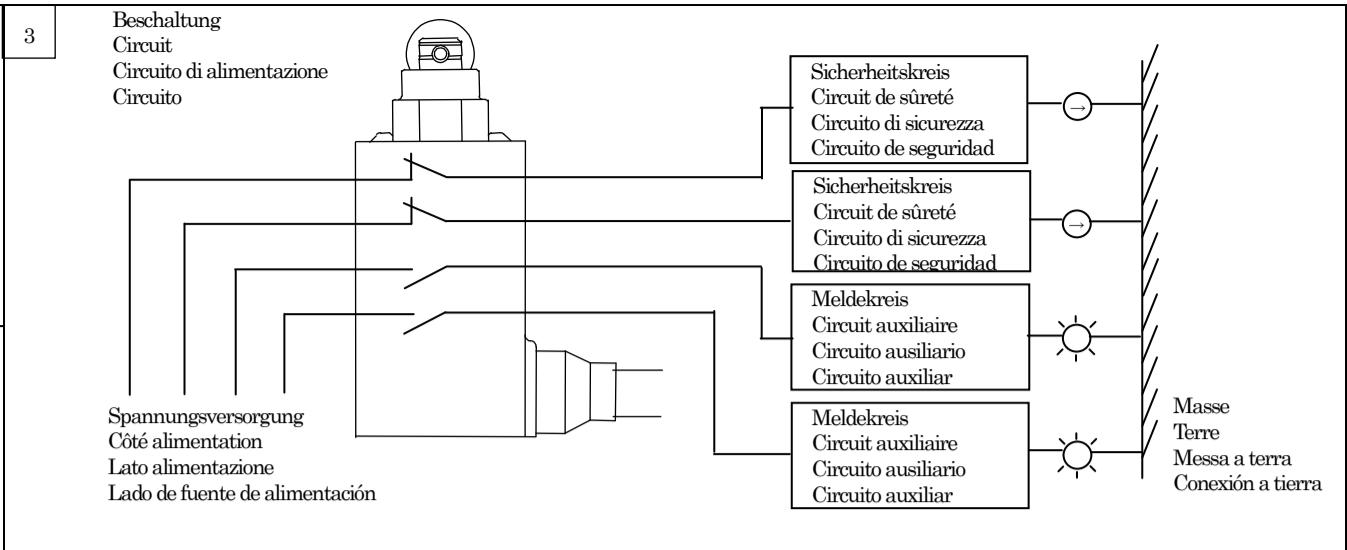 3
Beschaltung
Circuit
Circuito di alimentazione
Circuito
Sicherheitskreis
Circuit de sûreté
Circuito di sicurezza
Circuito de seguridad
Sicherheitskreis
Circuit de sûreté
Circuito di sicurezza
Circuito de seguridad
Meldekreis
Circuit auxiliaire
Circuito ausiliario
Circuito auxiliar
Meldekreis
Circuit auxiliaire
Circuito ausiliario
Circuito auxiliar
Spannungsversorgung
Côté alimentation
Lato alimentazione
Lado de fuente de alimentación
Masse
Terre
Messa a terra
Conexión a tierra